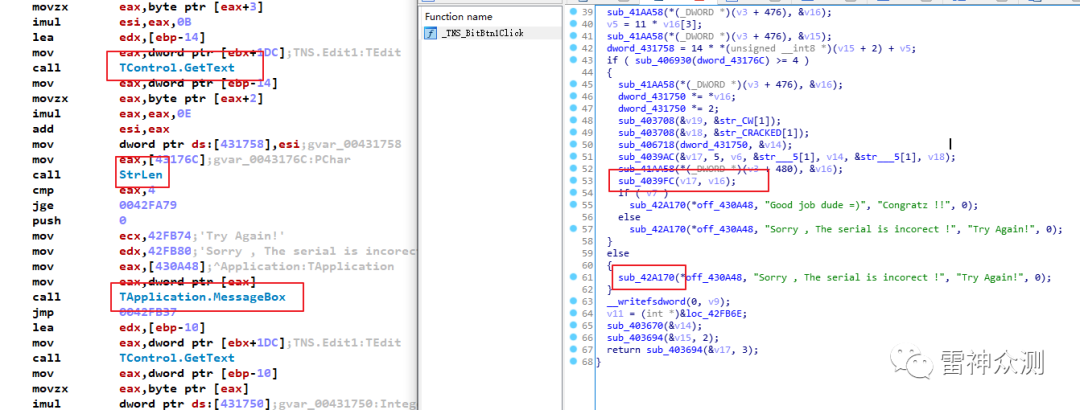 movzx eax,byte ptr [eax+3]
imul esi,eax,0B
lea edx,[ebp-14]
mov eax,dword ptr [ebx+1DC];TNS.Edit1:TEdit
call TControl.GetText
mov eax,dword ptr [ebp-14]
movzx eax,byte ptr [eax+2]
imul eax,eax,0E
add esi,eax
mov dword ptr ds:[431758],esi;gvar_00431758
mov eax,[43176C];gvar_0043176C:PChar
call StrLen
cmp eax,4
jge 0042FA79
push 0
mov ecx,42FB74;'Try Again!'
mov edx,42FB80;'Sorry , The serial is incorect
mov eax,[430A48];^Application:TApplication
mov eax,dword ptr [eax]
call TApplication.MessageBox
jmp 0042FB37
lea edx,[ebp-10]
mov eax,dword ptr [ebx+1DC];TNS.Edit1:TEdit
call TControl.GetText
mov eax,dword ptr [ebp-10]
movzx eax,byte ptr [eax]
imul dword ptr ds:[431750];gvar_00431750:Integ
Function name
f _TNS_BitBtn1Click
39 sub_41AA58(*(_DWORD *)(v3 + 476), &v16);
40 v5 = 11 * v16[3];
41 sub_41AA58(*(_DWORD *)(v3 + 476), &v15);
42 dword_431758 = 14 * *(unsigned __int8 *)(v15 + 2) + v5;
43 if ( sub_406930(dword_43176C) >= 4 )
44 {
45 sub_41AA58(*(_DWORD *)(v3 + 476), &v16);
46 dword_431750 *= *v16;
47 dword_431750 *= 2;
48 sub_403708(&v19, &str_CW[1]);
49 sub_403708(&v18, &str_CRACKED[1]);
50 sub_406718(dword_431750, &v14);
51 sub_4039AC(&v17, 5, v6, &str___5[1], v14, &str___5[1], v18);
52 sub_41AA58(*(_DWORD *)(v3 + 480), &v16);
53 sub_4039FC(v17, v16);
54 if ( v7 )
55 sub_42A170(*off_430A48, "Good job dude =)", "Congratz !!", 0);
56 else
57 sub_42A170(*off_430A48, "Sorry , The serial is incorect !", "Try Again!", 0);
58 }
59 else
60 {
61 sub_42A170(*off_430A48, "Sorry , The serial is incorect !", "Try Again!", 0);
62 }
63 __writefsdword(0, v9);
64 v11 = (int *)&loc_42FB6E;
65 sub_403670(&v14);
66 sub_403694(&v15, 2);
67 return sub_403694(&v17, 3);
68 }
雷神众测